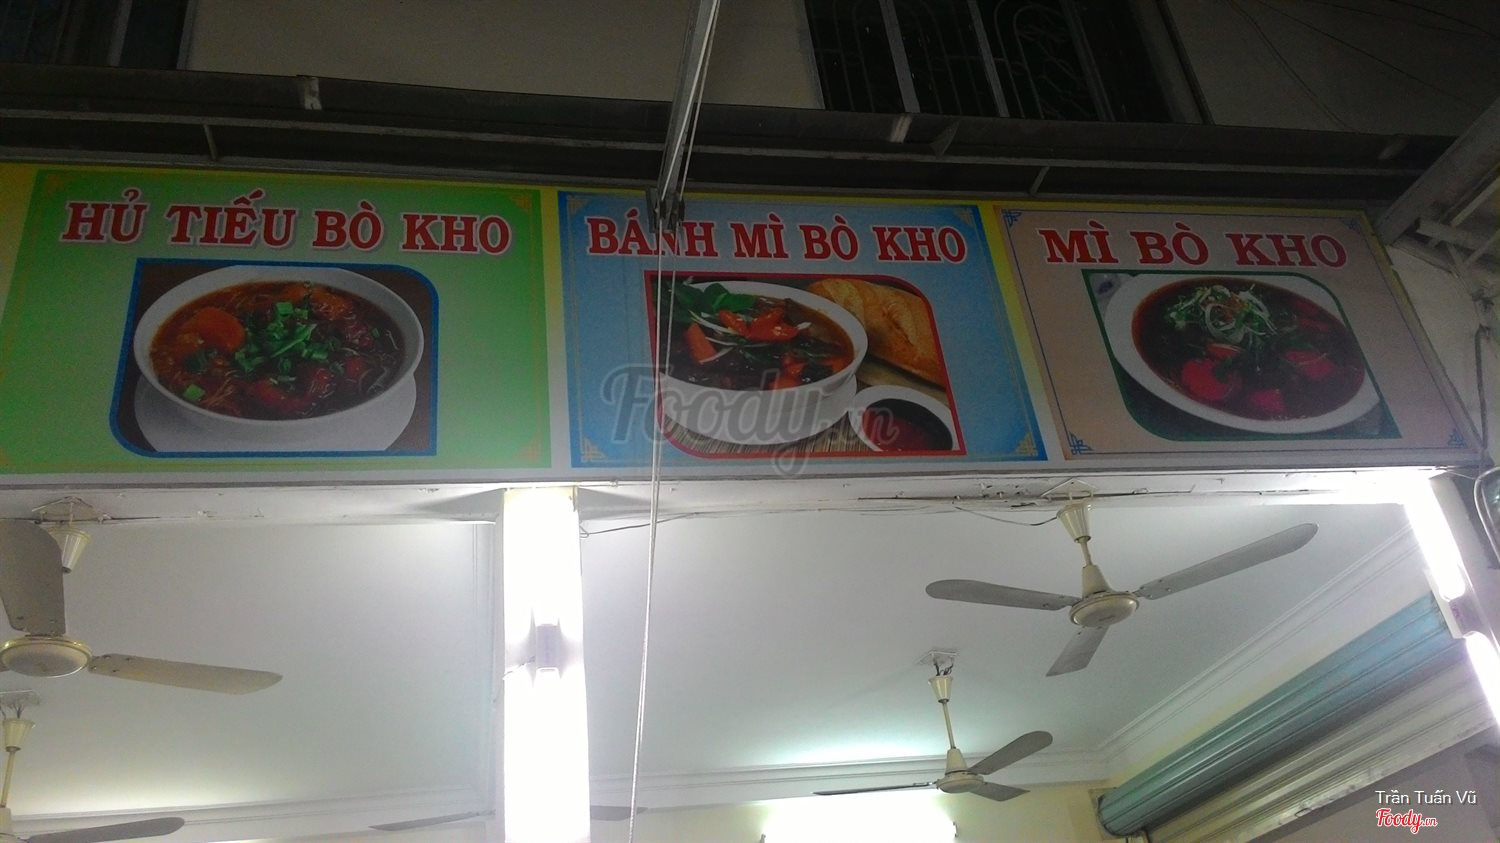 HỦ TIẾU BÒ KHO
BÁNH MÌ BÒ KHO
MÌ BÒ KHO
Foody.vn
Trần Tuấn Vũ
Foody.vn